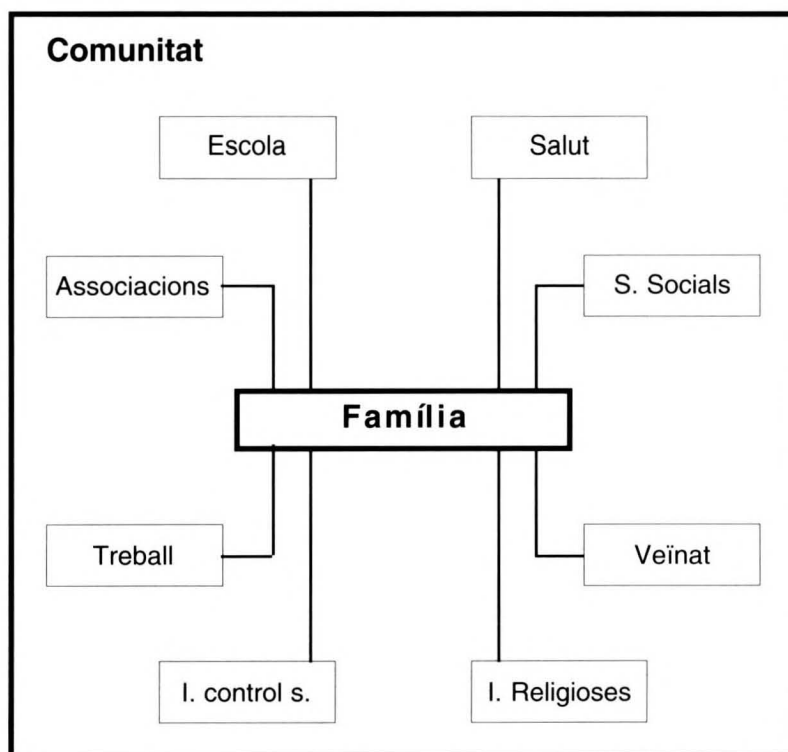 Comunitat
Escola
Salut
Associacions
S. Socials
Família
Treball
Veïnat
I. control s.
I. Religioses